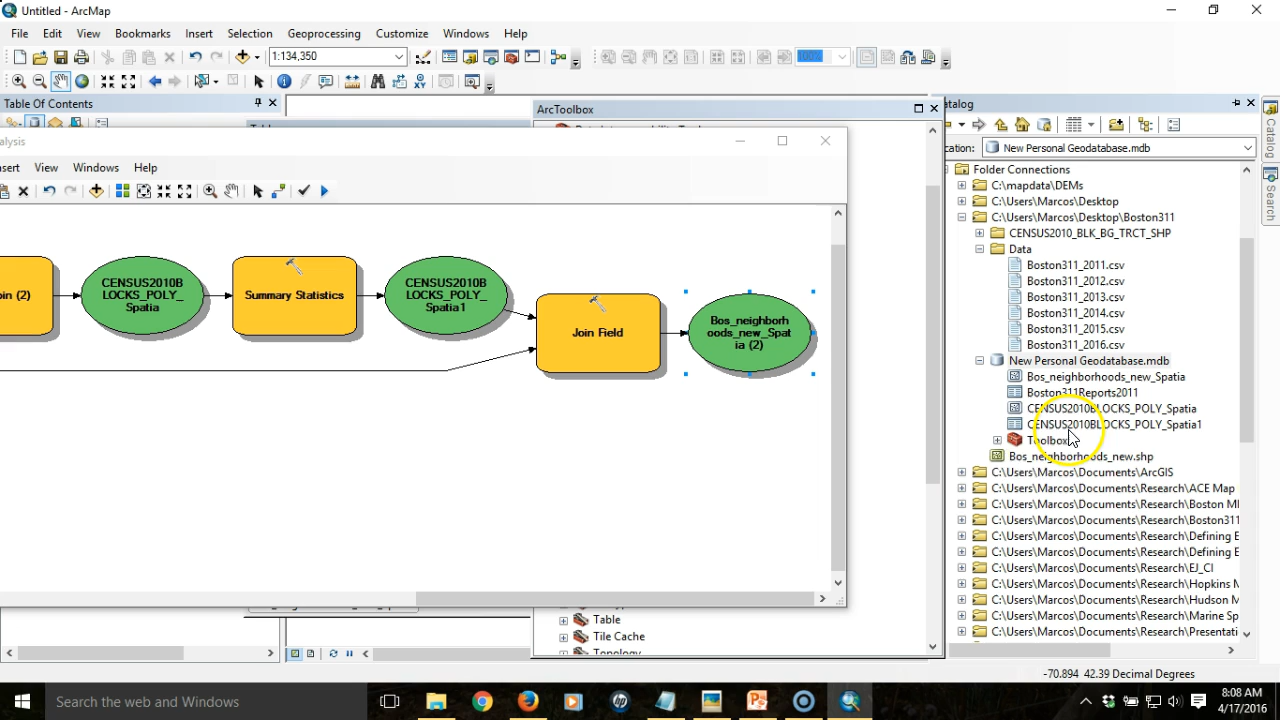 Untitled - ArcMap
File Edit View Bookmarks Insert Selection Geoprocessing Customize Windows Help
1:134,350
100%
Table Of Contents
ArcToolbox
atalog
cation: New Personal Geodatabase.mdb
alysis
nsert View Windows Help
oin (2)
CENSUS2010B
LOCKS_POLY_
Spatia
Summary Statistics
CENSUS2010B
LOCKS_POLY_
Spatia1
Join Field
Bos_neighborh
oods_new_Spat
ia (2)
Table
Tile Cache
Topology
Folder Connections
C:\mapdata\DEMs
C:\Users\Marcos\Desktop
C:\Users\Marcos\Desktop\Boston311
CENSUS2010_BLK_BG_TRCT_SHP
Data
Boston311_2011.csv
Boston311_2012.csv
Boston311_2013.csv
Boston311_2014.csv
Boston311_2015.csv
Boston311_2016.csv
New Personal Geodatabase.mdb
Bos_neighborhoods_new_Spatia
Boston311Reports2011
CENSUS2010BLOCKS_POLY_Spatia
CENSUS2010BLOCKS_POLY_Spatia1
Toolbox
Bos_neighborhoods_new.shp
C:\Users\Marcos\Documents\ArcGIS
C:\Users\Marcos\Documents\Research\ACE Map
C:\Users\Marcos\Documents\Research\Boston MI
C:\Users\Marcos\Documents\Research\Boston311
C:\Users\Marcos\Documents\Research\Defining E
C:\Users\Marcos\Documents\Research\Defining E
C:\Users\Marcos\Documents\Research\EJ_CI
C:\Users\Marcos\Documents\Research\Hopkins M
C:\Users\Marcos\Documents\Research\Hudson M
C:\Users\Marcos\Documents\Research\Marine Sp
C:\Users\Marcos\Documents\Research\Presentati
Catalog
Search
-70.894 42.39 Decimal Degrees
Search the web and Windows
8:08 AM
4/17/2016